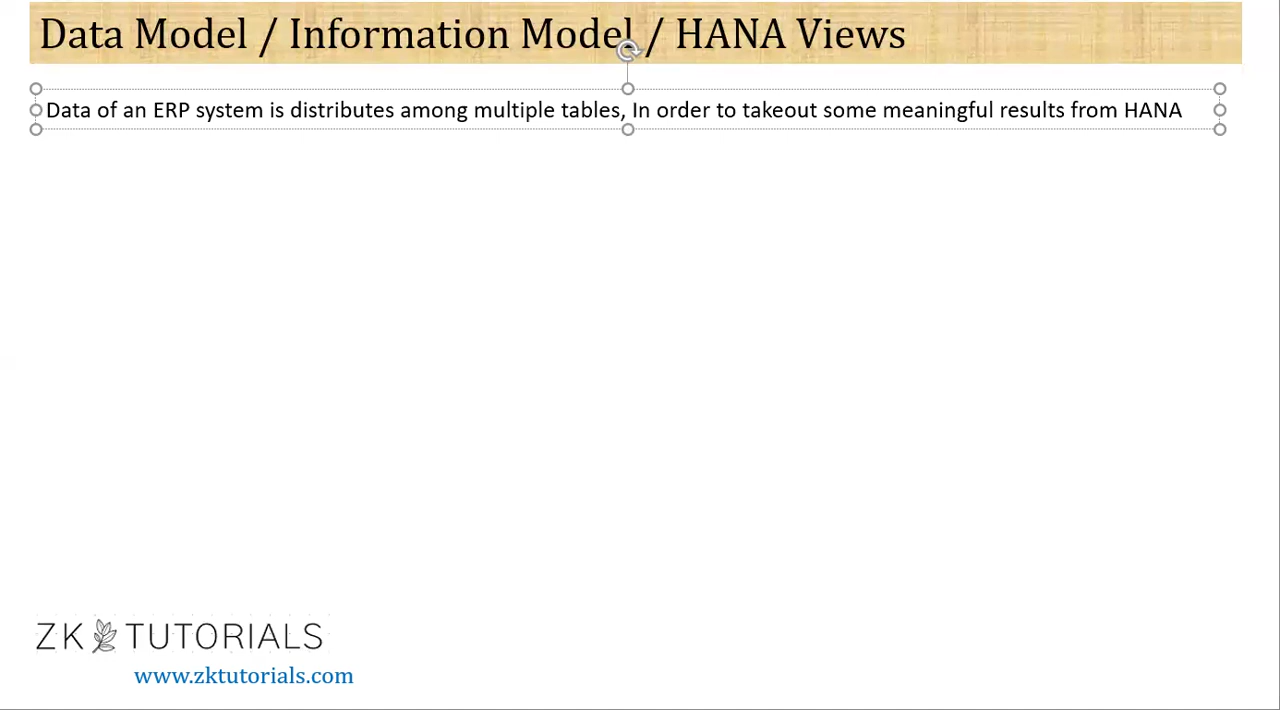 Data Model / Information Model / HANA Views
Data of an ERP system is distributes among multiple tables, In order to takeout some meaningful results from HANA
ZK TUTORIALS
www.zktutorials.com